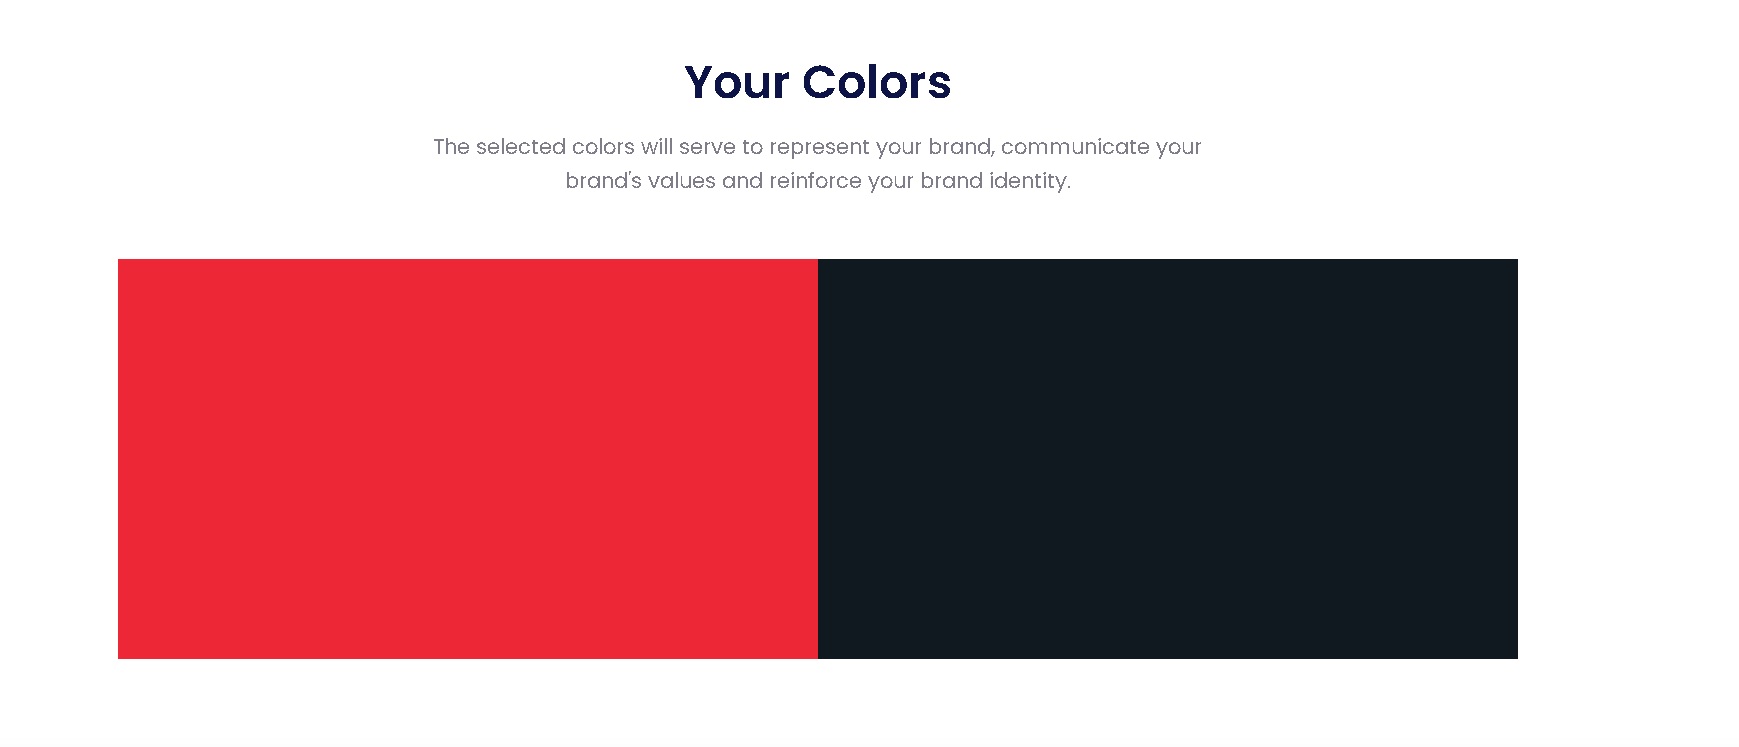 Your Colors
The selected colors will serve to represent your brand, communicate your
brand's values and reinforce your brand identity.